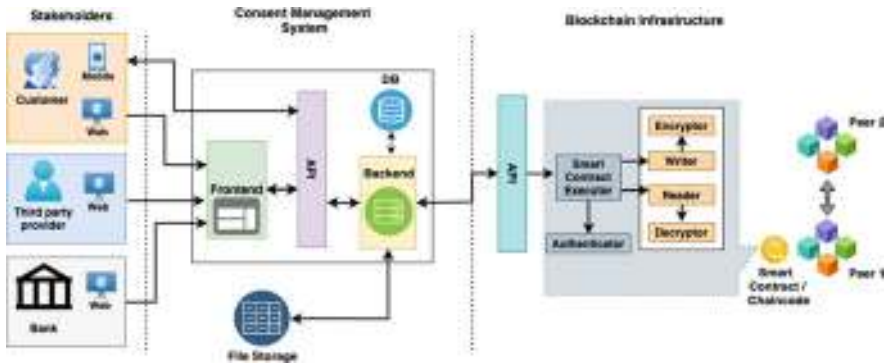 Stakeholders
Consent Management
System
Blockchain Infrastructure
Customer
Mobile
Web
Third party
provider
Web
Bank
Web
Frontend
API
DB
Backend
File Storage
API
Smart
Contract
Executor
Authenticator
Encryptor
Writer
Reader
Decryptor
Peer 2
Peer 1
Smart
Contract /
Chaincode